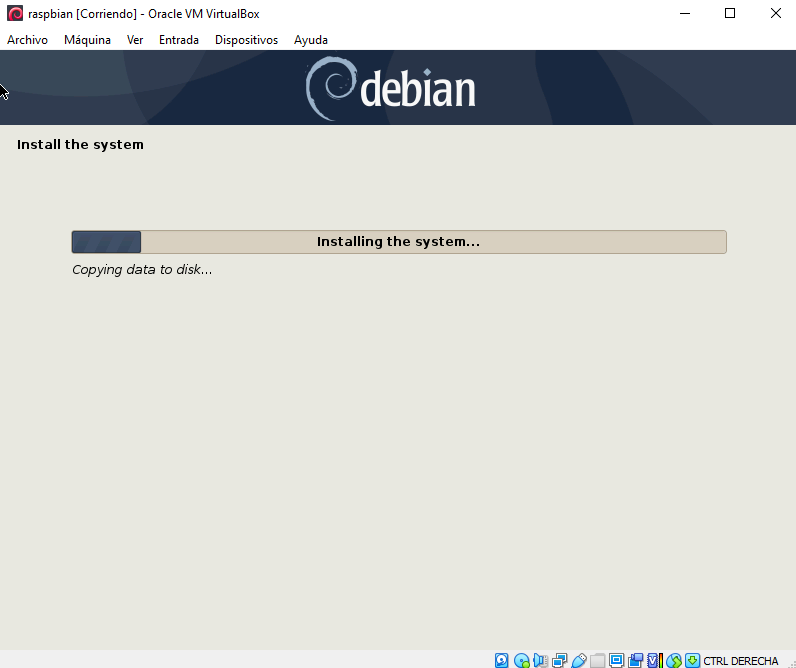 raspbian [Corriendo] - Oracle VM VirtualBox
Archivo Máquina Ver Entrada Dispositivos Ayuda
debian
Install the system
Installing the system...
Copying data to disk...
CTRL DERECHA